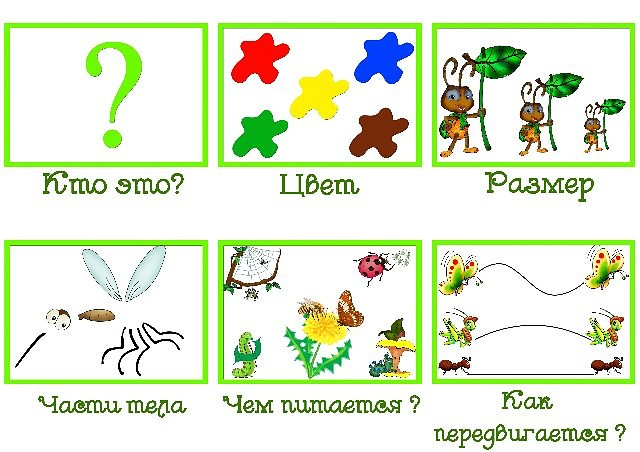 ?
Кто это?
Цвет
Размер
Части тела
Чем питается ?
Как
передвигается ?